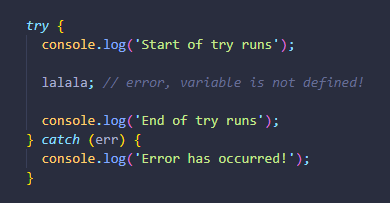 try {
  console.log('Start of try runs');
  lalala; // error, variable is not defined!
  console.log('End of try runs');
} catch (err) {
  console.log('Error has occurred!');
}